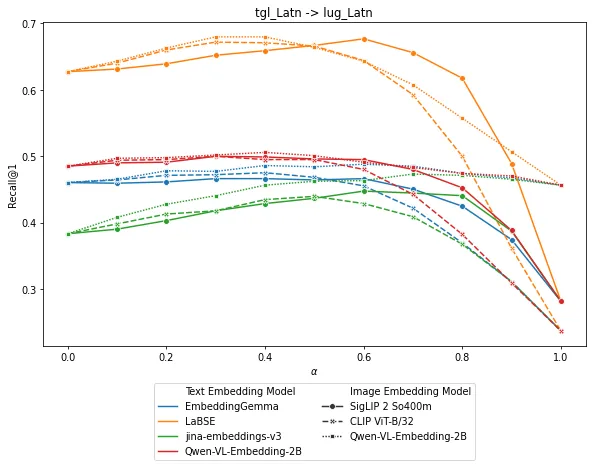 tgl_Latn -> lug_Latn
Recall@1
0.7
0.6
0.5
0.4
0.3
0.0
0.2
0.4
0.6
0.8
1.0
α
Text Embedding Model
EmbeddingGemma
LaBSE
jina-embeddings-v3
Qwen-VL-Embedding-2B
Image Embedding Model
SigLIP 2 So400m
CLIP ViT-B/32
Qwen-VL-Embedding-2B